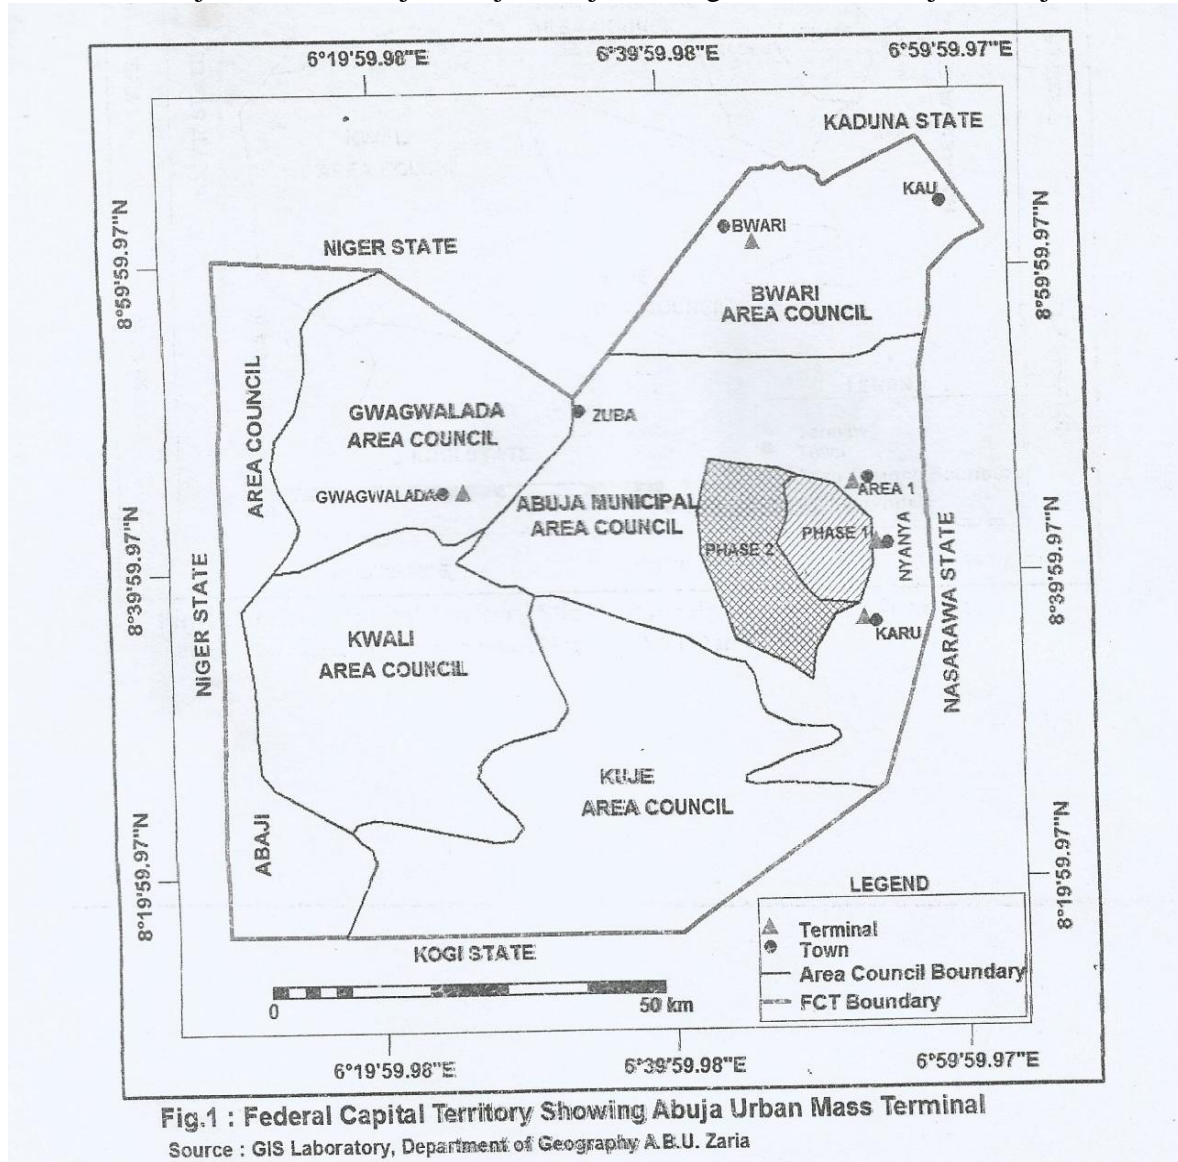 6°19'59.98"E
6°39'59.98"E
6°59'59.97"E
KADUNA STATE
KAU
BWARI
NIGER STATE
8°59'59.97"N
8°59'59.97"N
BWARI
AREA COUNCIL
AREA COUNCIL
GWAGWALADA
AREA COUNCIL
ZUBA
GWAGWALADA
ABUJA MUNICIPAL
AREA COUNCIL
AREA 1
PHASE 1
PHASE 2
NYANYA
8°39'59.97"N
8°39'59.97"N
NIGER STATE
NASARAWA STATE
KARU
KWALI
AREA COUNCIL
KUJE
AREA COUNCIL
ABAJI
8°19'59.97"N
8°19'59.97"N
LEGEND
Terminal
Town
Area Council Boundary
FCT Boundary
KOGI STATE
0
50 km
6°19'59.98"E
6°39'59.98"E
6°59'59.97"E
Fig.1 : Federal Capital Territory Showing Abuja Urban Mass Terminal
Source : GIS Laboratory, Department of Geography A.B.U. Zaria